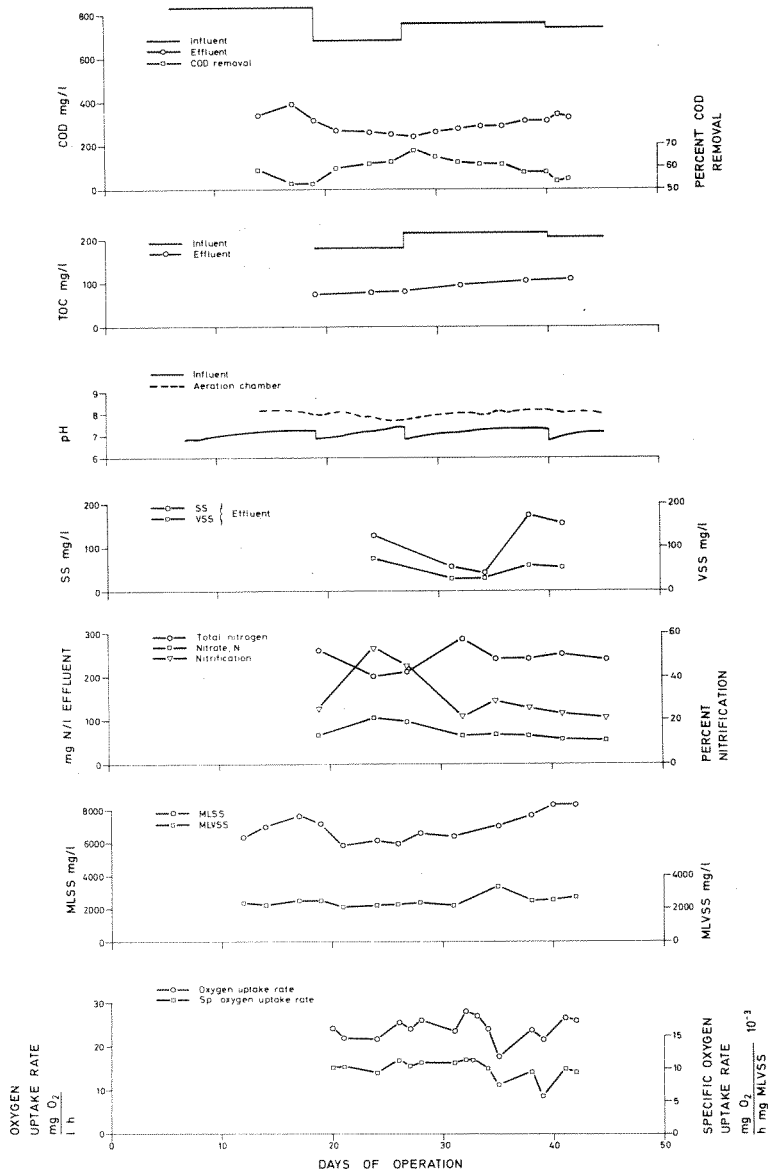 800
600
400
200
0
COD mg/l
Influent
Effluent
COD removal
70
60
50
PERCENT COD
REMOVAL
200
100
0
TOC mg/l
Influent
Effluent
9
8
7
6
pH
Influent
Aeration chamber
200
100
0
SS mg/l
SS
VSS
Effluent
200
100
0
VSS mg/l
300
200
100
0
mg N/l EFFLUENT
Total nitrogen
Nitrate, N
Nitrification
60
40
20
0
PERCENT
NITRIFICATION
8000
6000
4000
2000
0
MLSS mg/l
MLSS
MLVSS
4000
2000
0
MLVSS mg/l
30
20
10
0
OXYGEN
UPTAKE RATE
mg O2
l h
Oxygen uptake rate
Sp. oxygen uptake rate
15
10
5
0
SPECIFIC OXYGEN
UPTAKE RATE
mg O2
h mg MLVSS
10-3
0 10 20 30 40 50
DAYS OF OPERATION